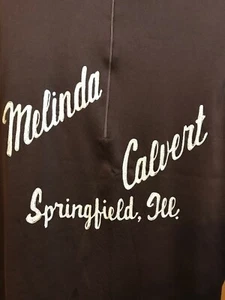 Melinda
Calvert
Springfield, Ill.